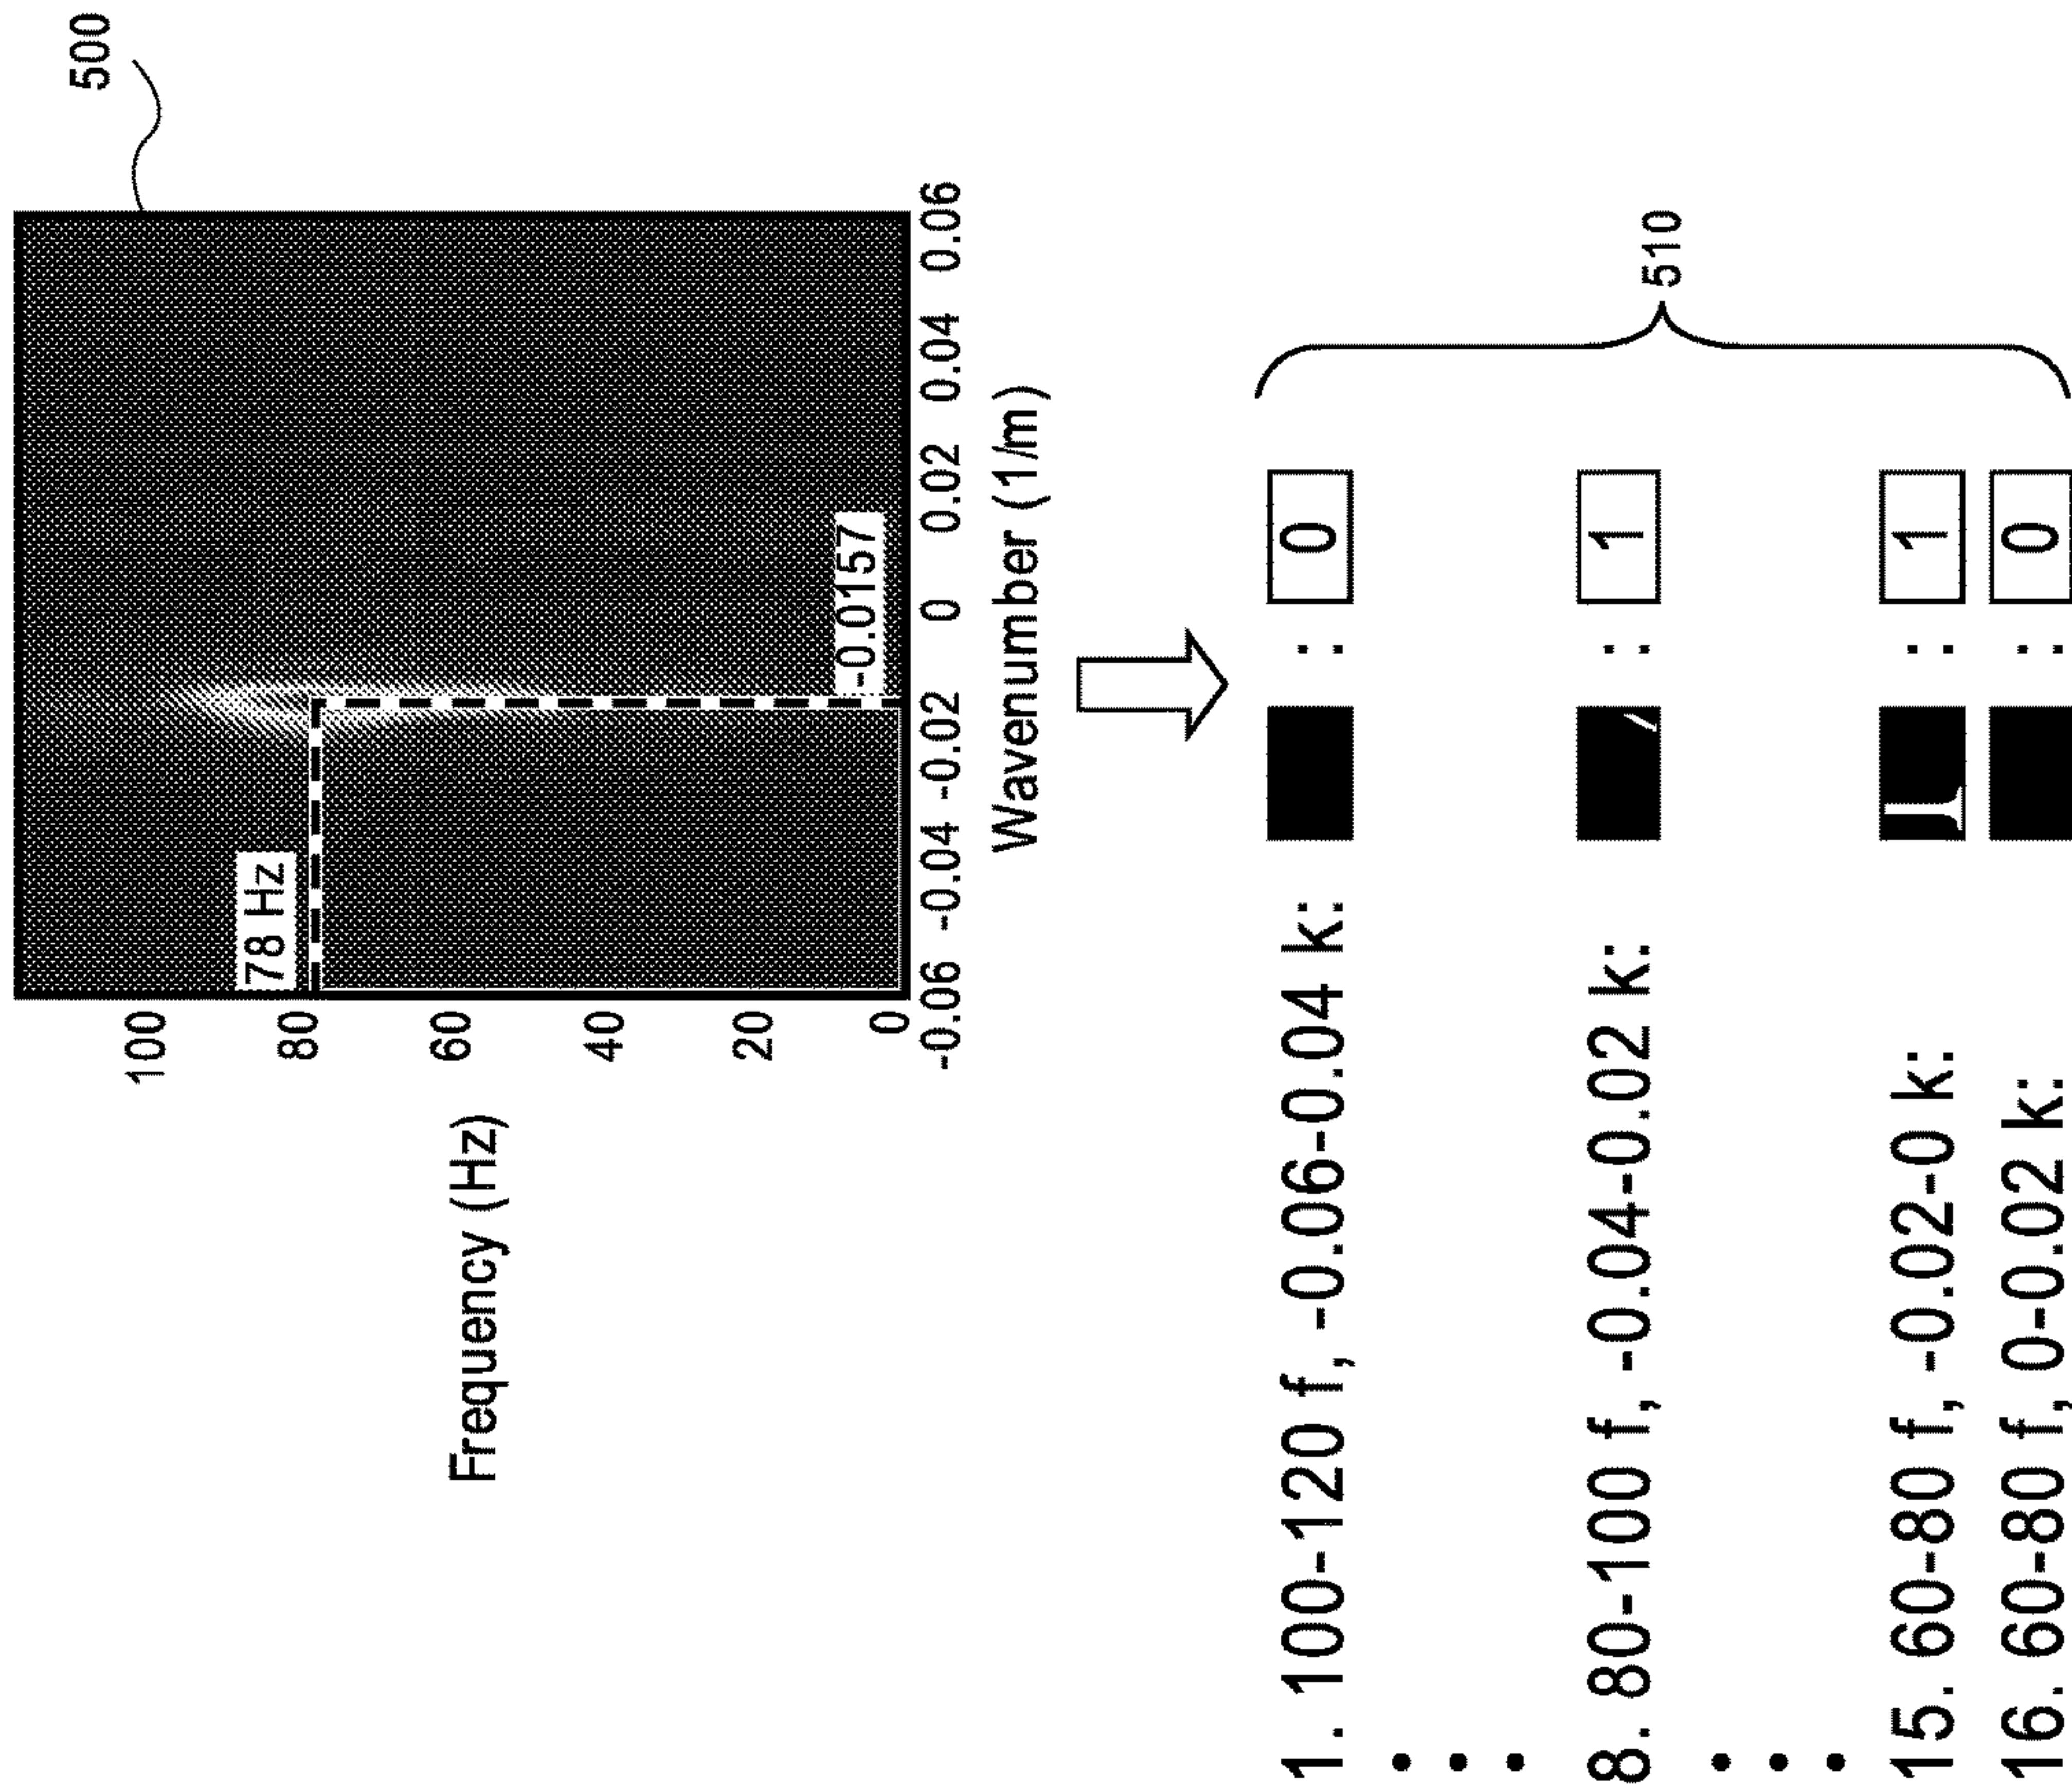 500
Frequency (Hz)
100
80
60
40
20
0
78 Hz
-0.0157
-0.06 -0.04 -0.02 0 0.02 0.04 0.06
Wavenumber (1/m)
1. 100-120 f, -0.06-0.04 k: : 0
8. 80-100 f, -0.04-0.02 k: : 1
15. 60-80 f, -0.02-0 k: : 1
16. 60-80 f, 0-0.02 k: : 0
510